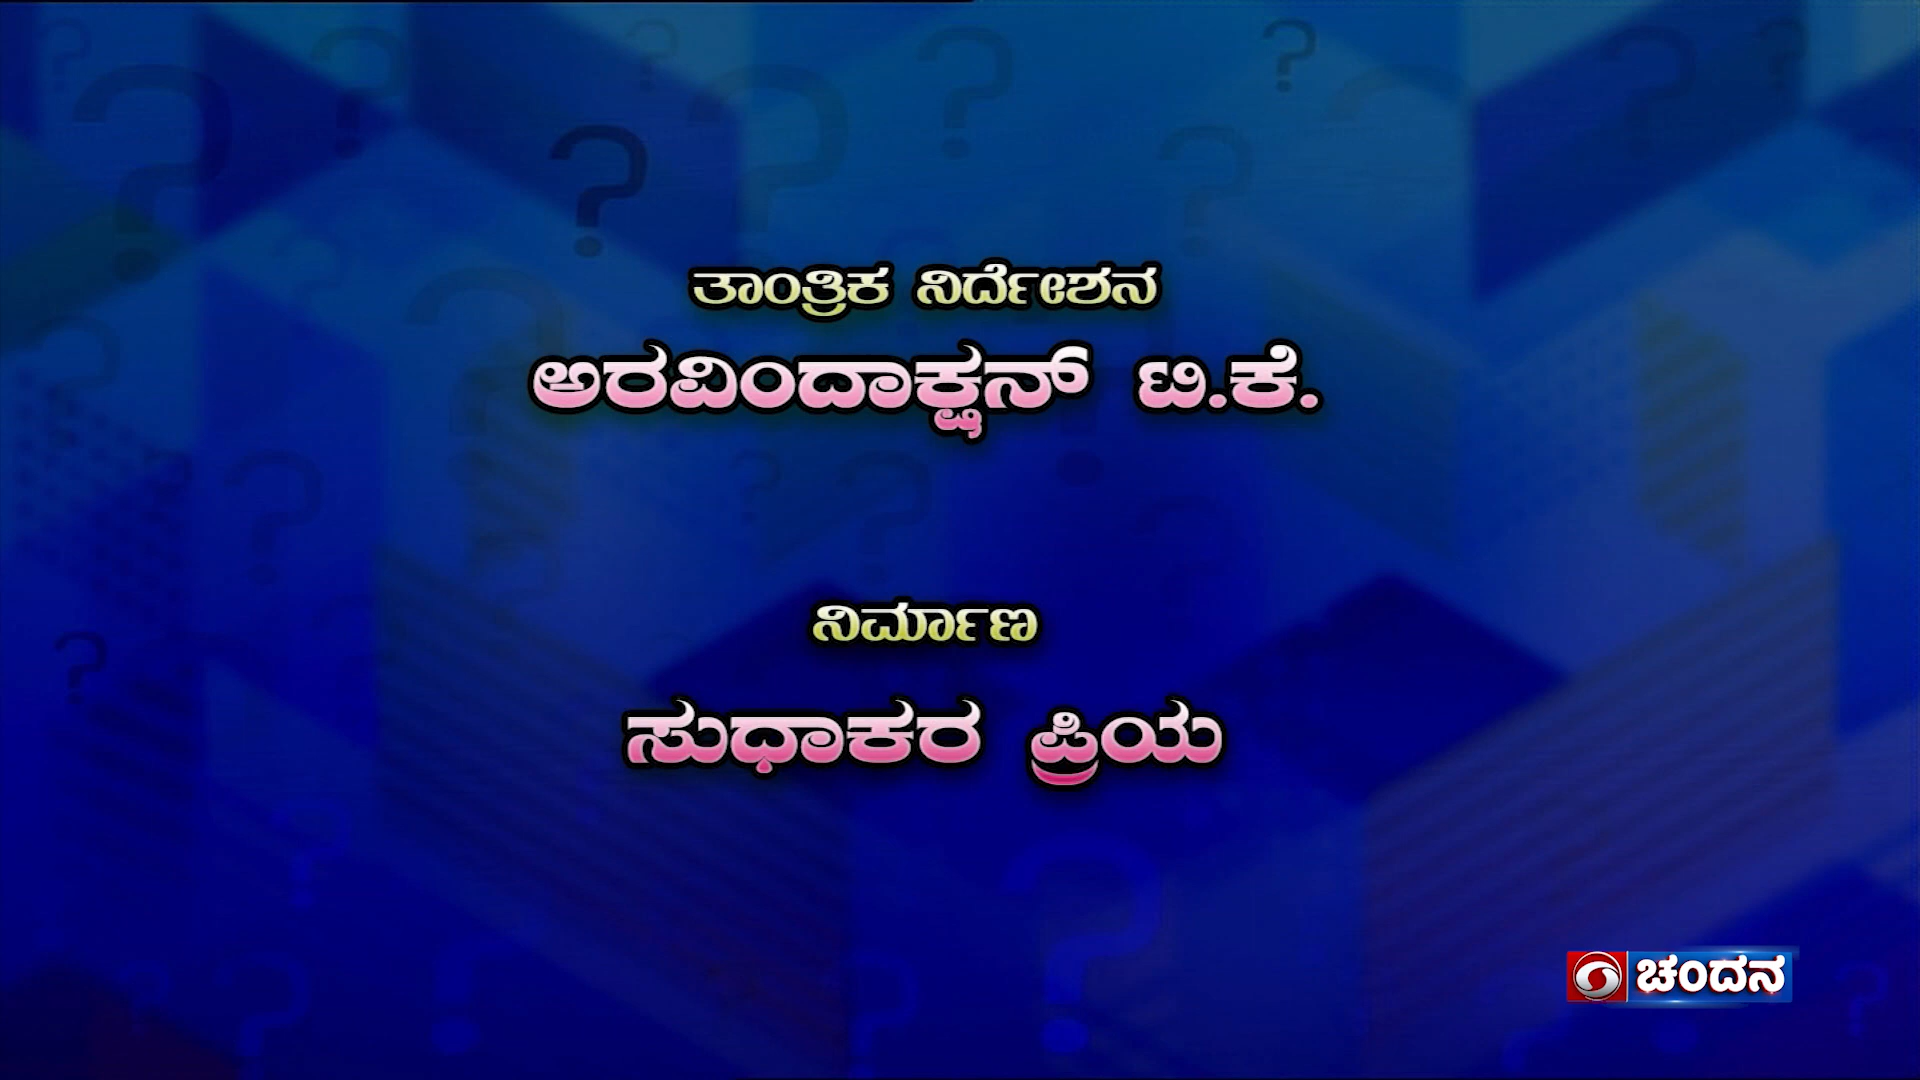 ತಾಂತ್ರಿಕ ನಿರ್ದೇಶನ
ಅರವಿಂದಾಕ್ಷನ್ ಟಿ.ಕೆ.
ನಿರ್ಮಾಣ
ಸುಧಾಕರ ಪ್ರಿಯ
ಚಂದನ